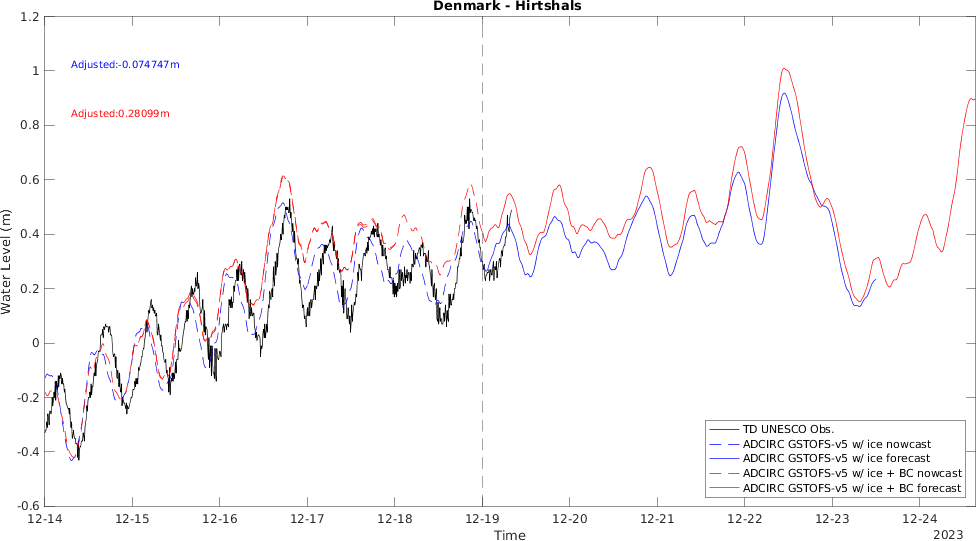 Denmark - Hirtshals
1.2
1
0.8
0.6
0.4
0.2
0
-0.2
-0.4
-0.6
Water Level (m)
Adjusted:-0.074747m
Adjusted:0.28099m
TD UNESCO Obs.
ADCIRC GSTOFS-v5 w/ ice nowcast
ADCIRC GSTOFS-v5 w/ ice forecast
ADCIRC GSTOFS-v5 w/ ice + BC nowcast
ADCIRC GSTOFS-v5 w/ ice + BC forecast
12-14 12-15 12-16 12-17 12-18 12-19 12-20 12-21 12-22 12-23 12-24
Time
2023